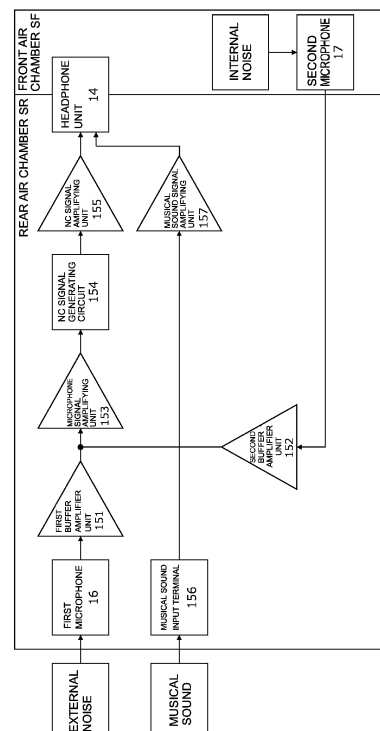 REAR AIR CHAMBER SR
FRONT AIR
CHAMBER SF
EXTERNAL
NOISE
FIRST
MICROPHONE
16
FIRST
BUFFER
AMPLIFIER
UNIT
151
MICROPHONE
SIGNAL
AMPLIFYING
UNIT
153
NC SIGNAL
GENERATING
CIRCUIT
154
NC SIGNAL
AMPLIFYING
UNIT
155
HEADPHONE
UNIT
14
MUSICAL
SOUND
MUSICAL SOUND
INPUT TERMINAL
156
MUSICAL
SOUND SIGNAL
AMPLIFYING
UNIT
157
SECOND
BUFFER
AMPLIFIER
UNIT
152
INTERNAL
NOISE
SECOND
MICROPHONE
17